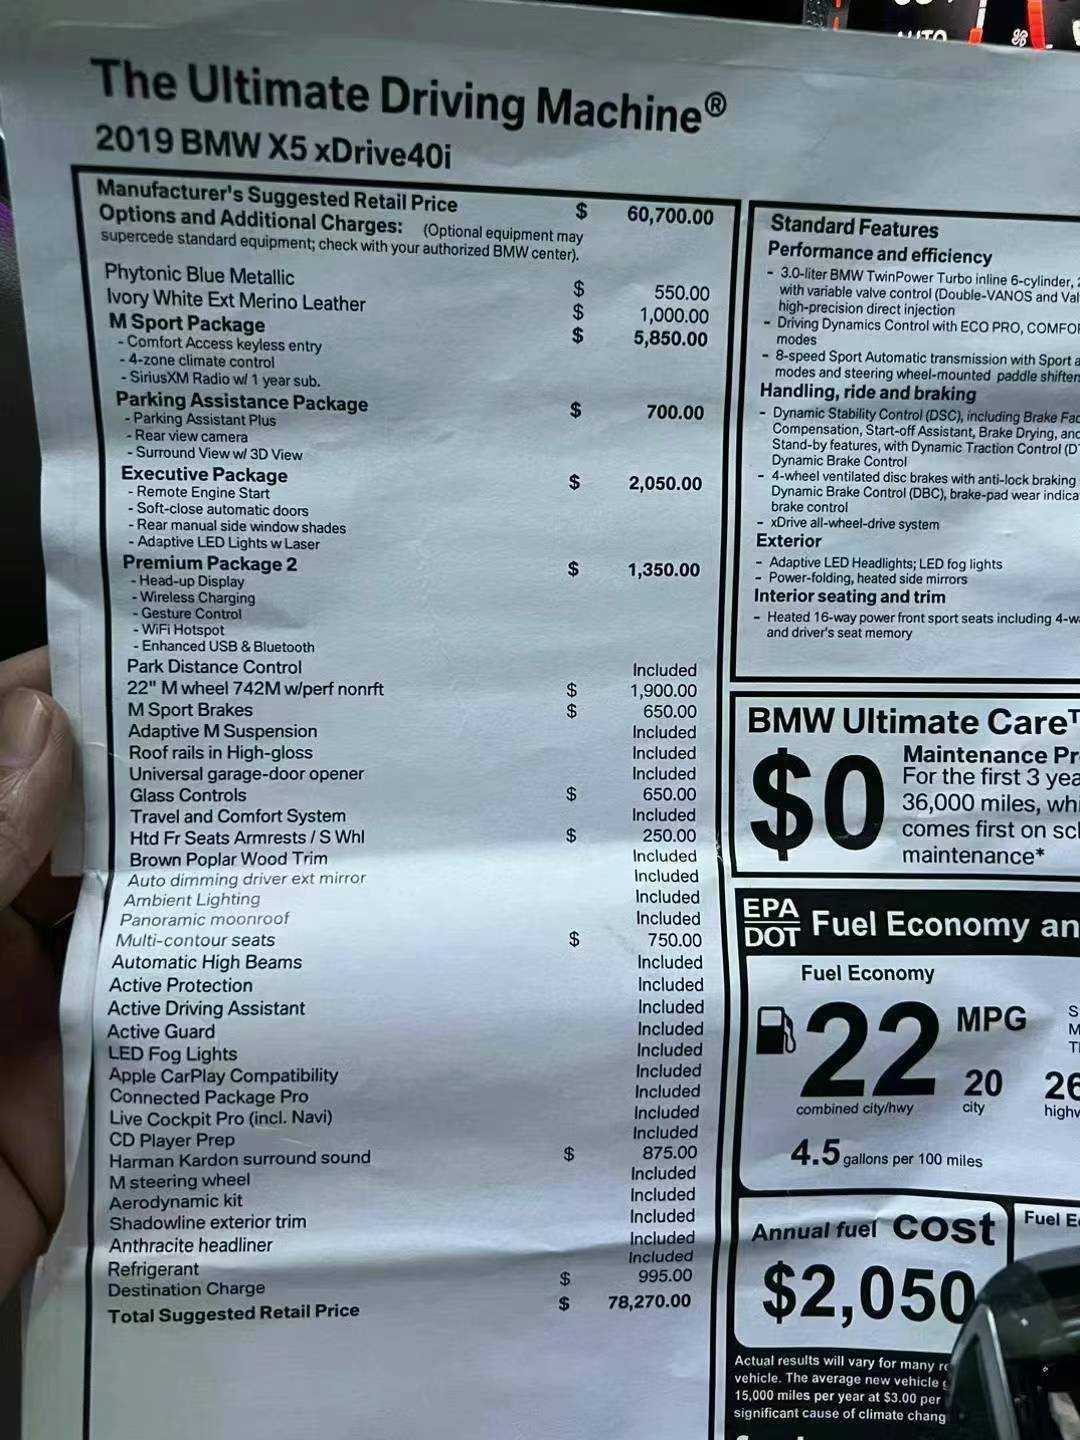 AUTO
The Ultimate Driving Machine®
2019 BMW X5 xDrive40i
Manufacturer's Suggested Retail Price $ 60,700.00
Options and Additional Charges: (Optional equipment may
supercede standard equipment; check with your authorized BMW center).
Phytonic Blue Metallic $ 550.00
Ivory White Ext Merino Leather $ 1,000.00
M Sport Package $ 5,850.00
- Comfort Access keyless entry
- 4-zone climate control
- SiriusXM Radio w/ 1 year sub.
Parking Assistance Package $ 700.00
- Parking Assistant Plus
- Rear view camera
- Surround View w/ 3D View
Executive Package $ 2,050.00
- Remote Engine Start
- Soft-close automatic doors
- Rear manual side window shades
- Adaptive LED Lights w Laser
Premium Package 2 $ 1,350.00
- Head-up Display
- Wireless Charging
- Gesture Control
- WiFi Hotspot
- Enhanced USB & Bluetooth
Park Distance Control Included
22" M wheel 742M w/perf nonrft $ 1,900.00
M Sport Brakes $ 650.00
Adaptive M Suspension Included
Roof rails in High-gloss Included
Universal garage-door opener Included
Glass Controls $ 650.00
Travel and Comfort System Included
Htd Fr Seats Armrests / S Whl $ 250.00
Brown Poplar Wood Trim Included
Auto dimming driver ext mirror Included
Ambient Lighting Included
Panoramic moonroof Included
Multi-contour seats $ 750.00
Automatic High Beams Included
Active Protection Included
Active Driving Assistant Included
Active Guard Included
LED Fog Lights Included
Apple CarPlay Compatibility Included
Connected Package Pro Included
Live Cockpit Pro (incl. Navi) Included
CD Player Prep Included
Harman Kardon surround sound $ 875.00
M steering wheel Included
Aerodynamic kit Included
Shadowline exterior trim Included
Anthracite headliner Included
Refrigerant Included
Destination Charge $ 995.00
Total Suggested Retail Price $ 78,270.00
Standard Features
Performance and efficiency
- 3.0-liter BMW TwinPower Turbo inline 6-cylinder,
with variable valve control (Double-VANOS and Val
high-precision direct injection
- Driving Dynamics Control with ECO PRO, COMFOR
modes
- 8-speed Sport Automatic transmission with Sport a
modes and steering wheel-mounted paddle shifters
Handling, ride and braking
- Dynamic Stability Control (DSC), including Brake Fad
Compensation, Start-off Assistant, Brake Drying, and
Stand-by features, with Dynamic Traction Control (DT
Dynamic Brake Control
- 4-wheel ventilated disc brakes with anti-lock braking
Dynamic Brake Control (DBC), brake-pad wear indica
brake control
- xDrive all-wheel-drive system
Exterior
- Adaptive LED Headlights; LED fog lights
- Power-folding, heated side mirrors
Interior seating and trim
- Heated 16-way power front sport seats including 4-wa
and driver's seat memory
BMW Ultimate Care
$0
Maintenance Pr
For the first 3 yea
36,000 miles, whi
comes first on sch
maintenance*
EPA
DOT Fuel Economy an
Fuel Economy
22 MPG
combined city/hwy
20
city
26
highw
4.5 gallons per 100 miles
Annual fuel cost
$2,050
Fuel E
Actual results will vary for many re
vehicle. The average new vehicle g
15,000 miles per year at $3.00 per
significant cause of climate chang